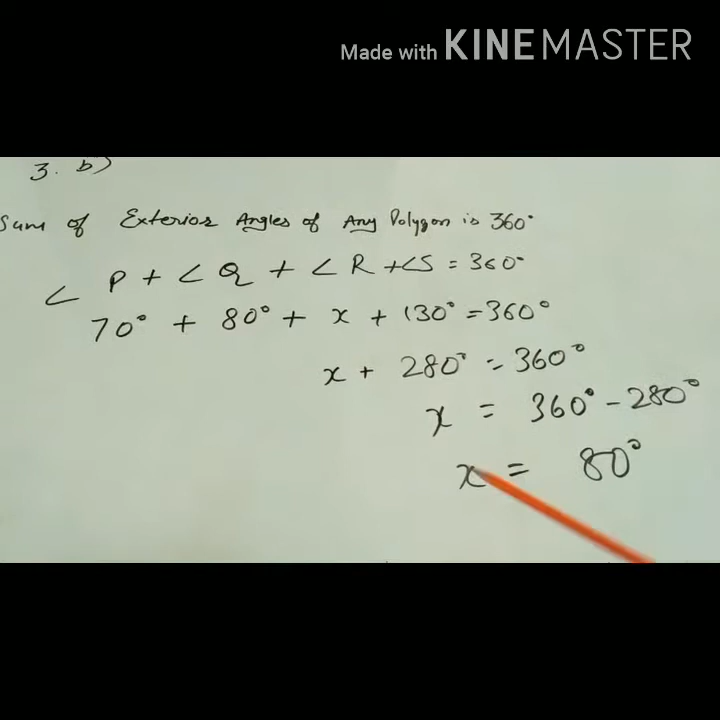 Made with KINEMASTER
3. b)
Sum of Exterior Angles of Any Polygon is 360°
∠ P + ∠ Q + ∠ R + ∠S = 360°
70° + 80° + x + 130° = 360°
x + 280° = 360°
x = 360° - 280°
x = 80°